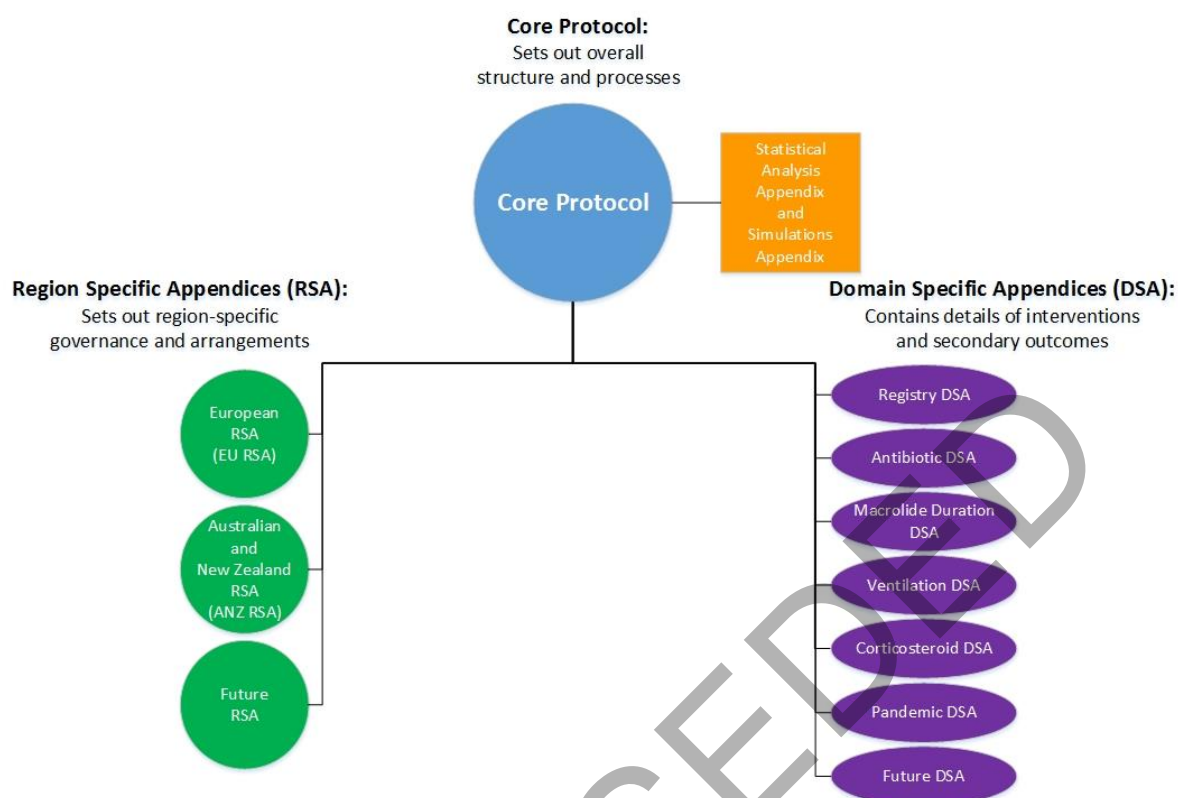 Core Protocol:
Sets out overall
structure and processes
Core Protocol
Statistical
Analysis
Appendix
and
Simulations
Appendix
Region Specific Appendices (RSA):
Sets out region-specific
governance and arrangements
European
RSA
(EU RSA)
Australian
and
New Zealand
RSA
(ANZ RSA)
Future
RSA
Domain Specific Appendices (DSA):
Contains details of interventions
and secondary outcomes
Registry DSA
Antibiotic DSA
Macrolide Duration
DSA
Ventilation DSA
Corticosteroid DSA
Pandemic DSA
Future DSA
CEDED